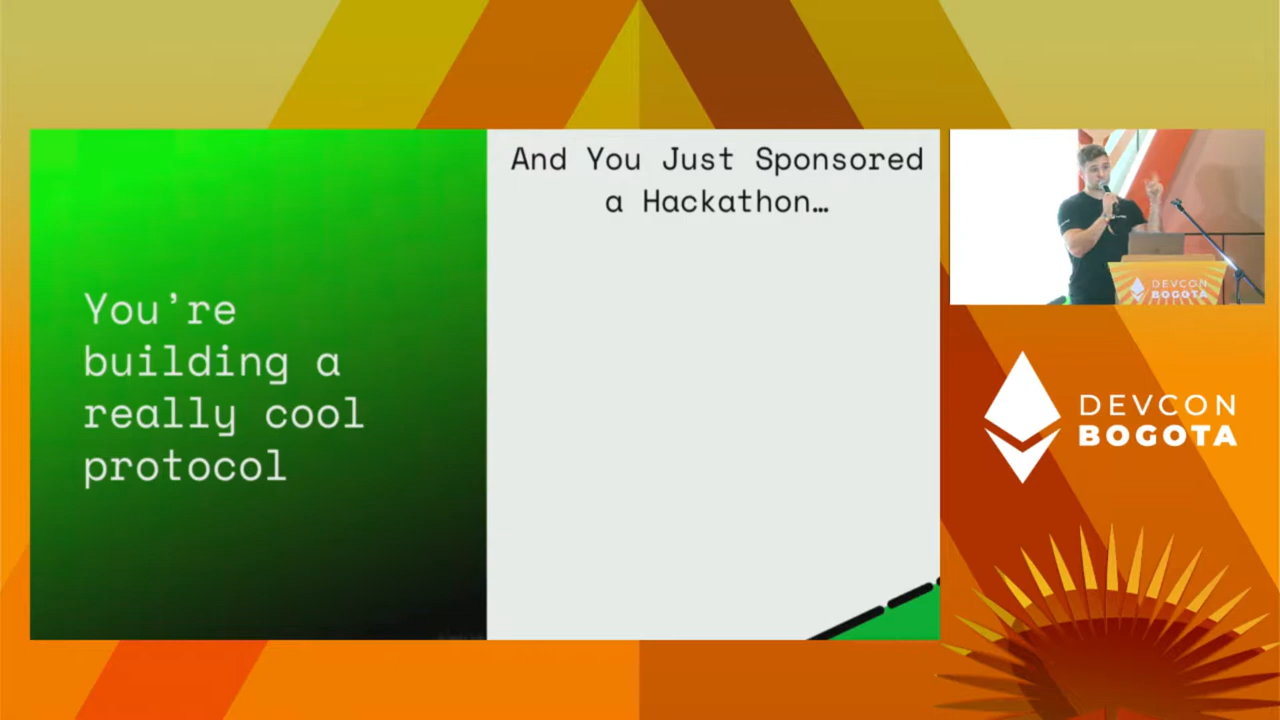 You're
building a
really cool
protocol
And You Just Sponsored
a Hackathon…
DEVCON
BOGOTA
DEVCON
BOGOTA